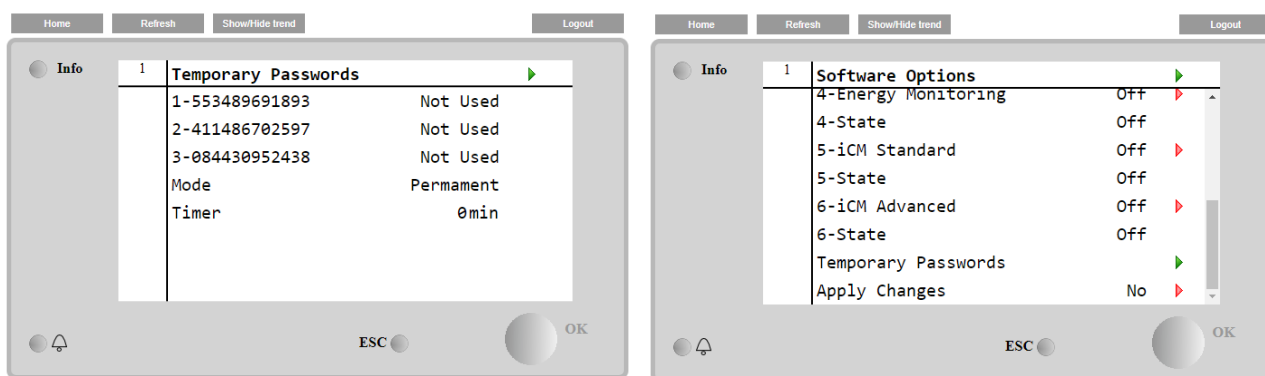 Home Refresh Show/Hide trend Logout
Info
1 Temporary Passwords
1-553489691893 Not Used
2-411486702597 Not Used
3-084430952438 Not Used
Mode Permament
Timer 0min
ESC OK
Home Refresh Show/Hide trend Logout
Info
1 Software Options
4-Energy Monitoring Off
4-State Off
5-iCM Standard Off
5-State Off
6-iCM Advanced Off
6-State Off
Temporary Passwords
Apply Changes No
ESC OK